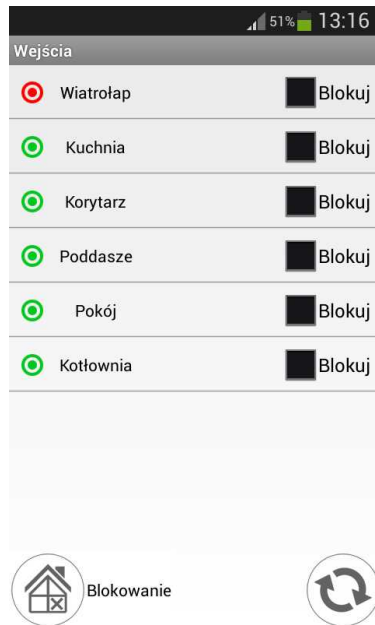 51% 13:16
Wejścia
Wiatrołap Blokuj
Kuchnia Blokuj
Korytarz Blokuj
Poddasze Blokuj
Pokój Blokuj
Kotłownia Blokuj
Blokowanie